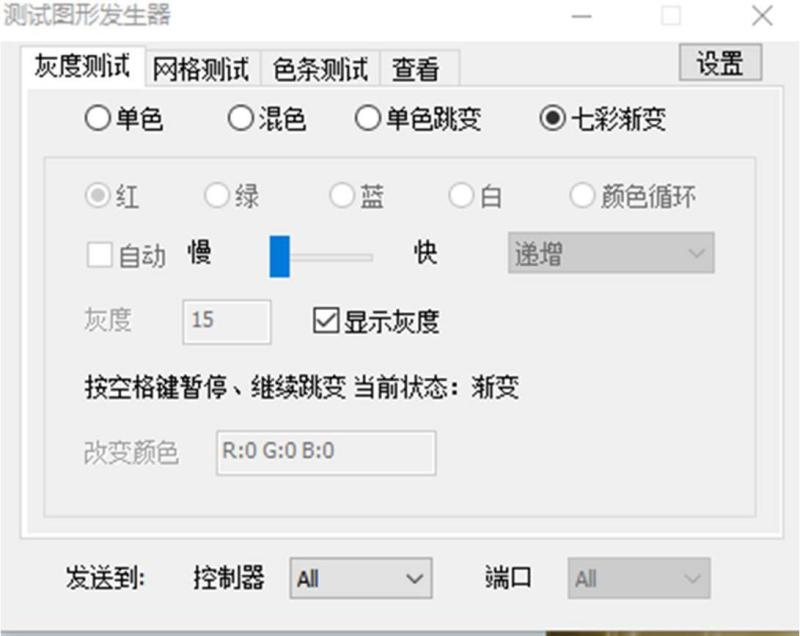 测试图形发生器
灰度测试 网格测试 色条测试 查看 设置
单色 混色 单色跳变 七彩渐变
红 绿 蓝 白 颜色循环
自动 慢 快 递增
灰度 15 显示灰度
按空格键暂停、继续跳变 当前状态：渐变
改变颜色 R:0 G:0 B:0
发送到: 控制器 All 端口 All